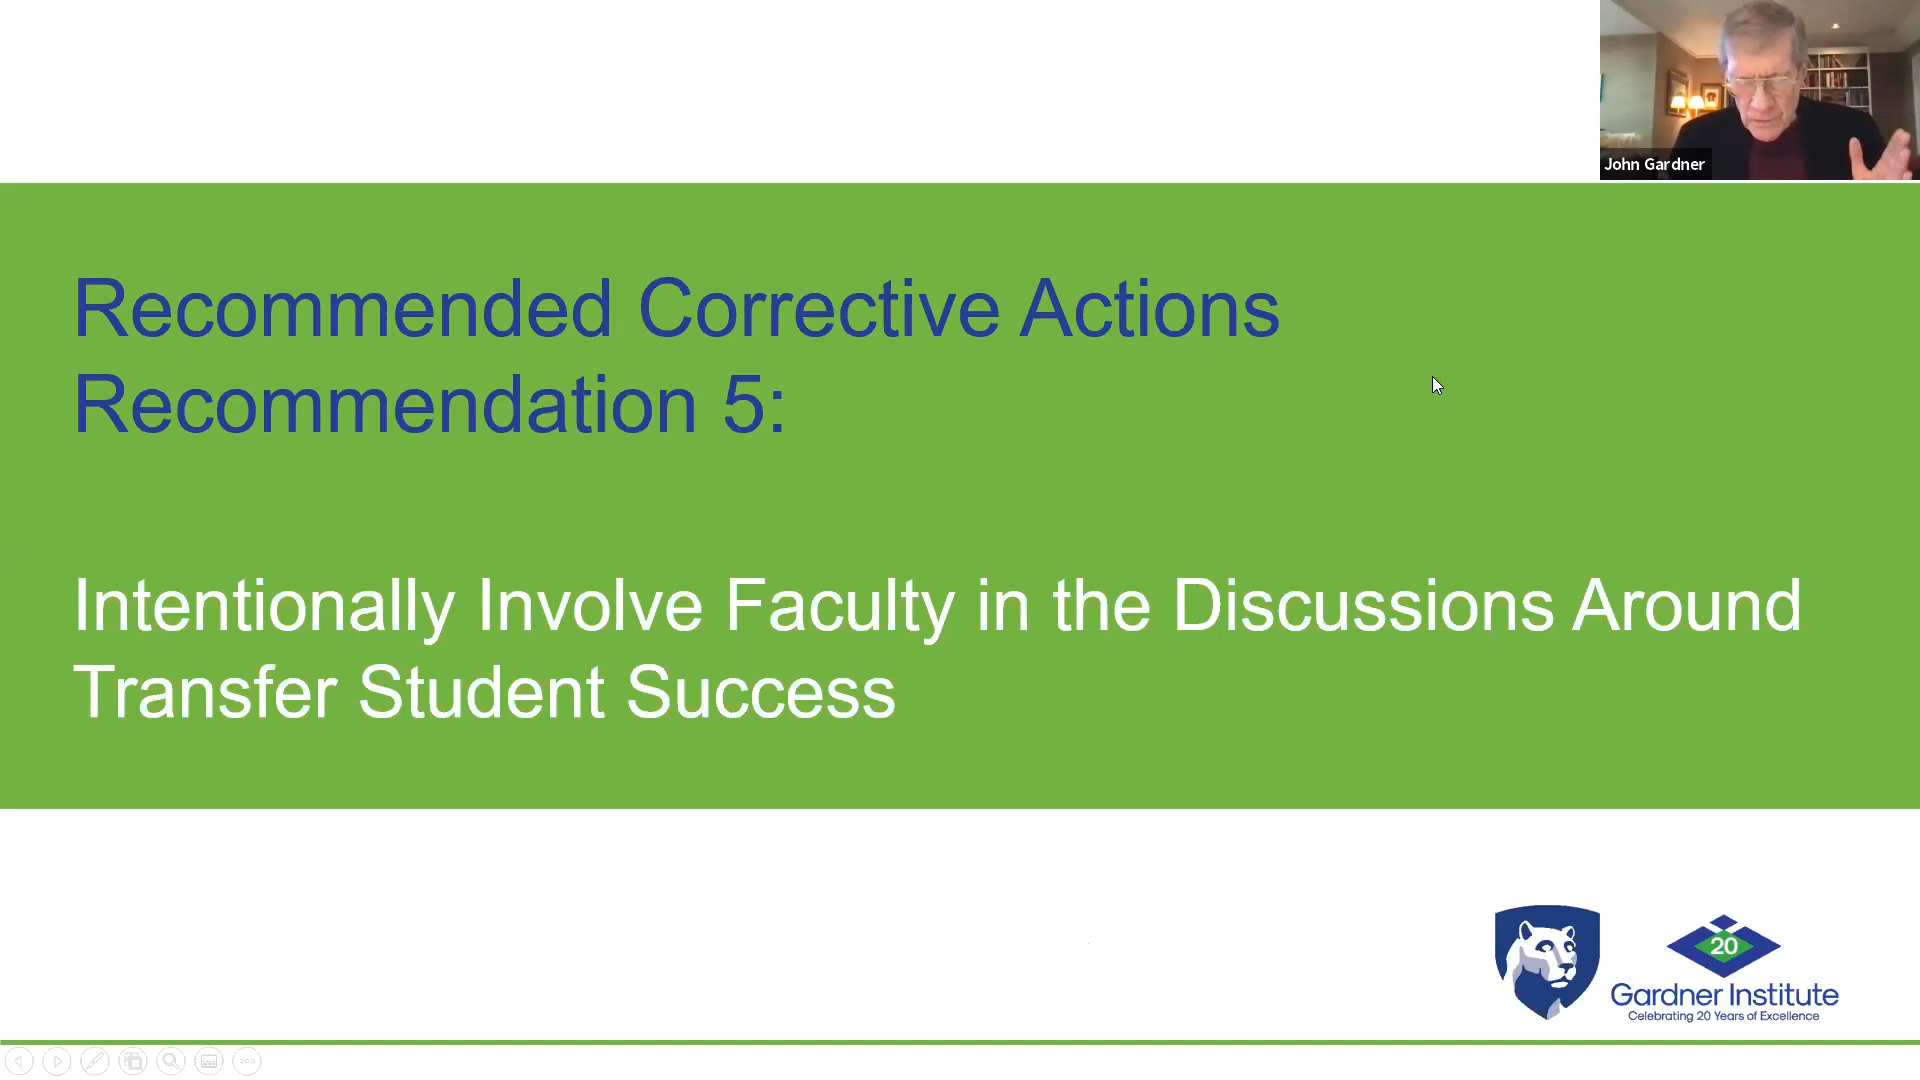 John Gardner
Recommended Corrective Actions
Recommendation 5:
Intentionally Involve Faculty in the Discussions Around
Transfer Student Success
20
Gardner Institute
Celebrating 20 Years of Excellence